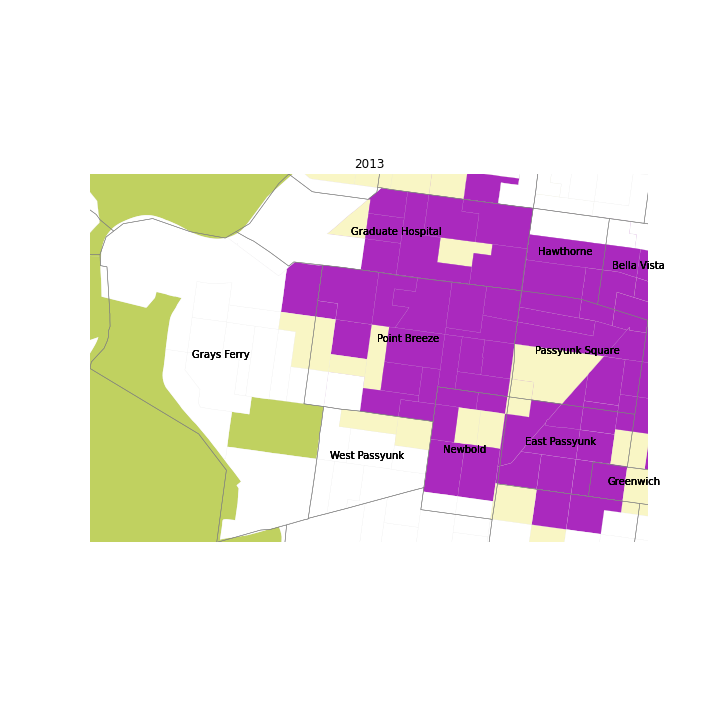 2013
Graduate Hospital
Hawthorne
Bella Vista
Point Breeze
Passyunk Square
Grays Ferry
East Passyunk
Newbold
West Passyunk
Greenwich